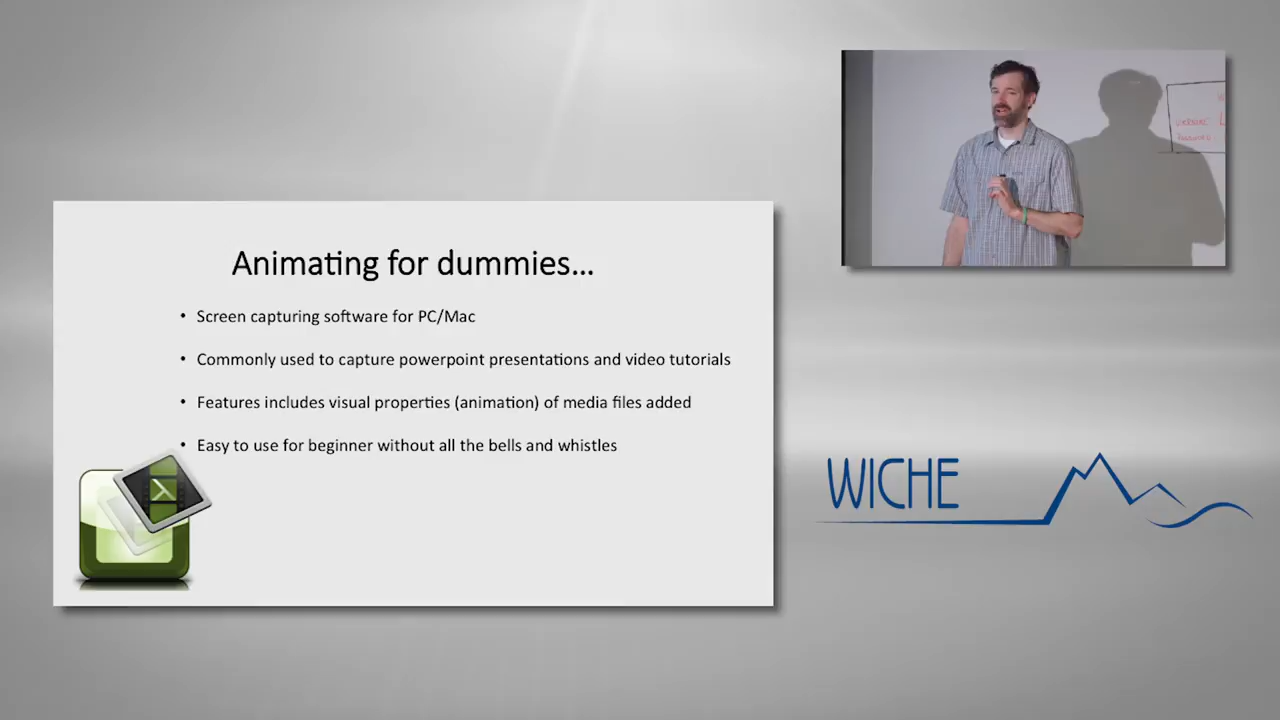 Animating for dummies...
• Screen capturing software for PC/Mac
• Commonly used to capture powerpoint presentations and video tutorials
• Features includes visual properties (animation) of media files added
• Easy to use for beginner without all the bells and whistles
WICHE